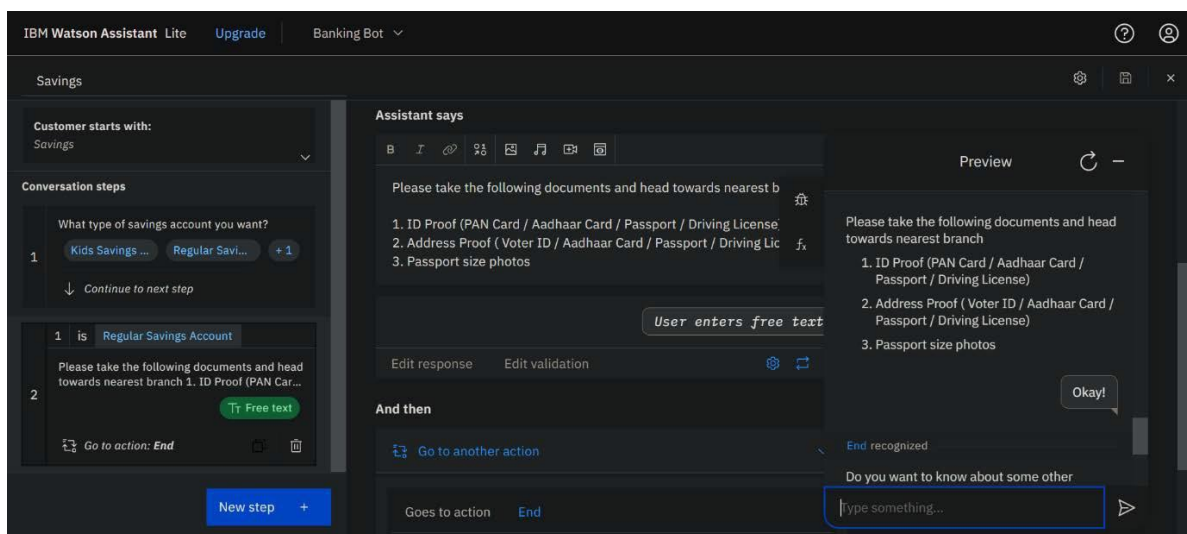 IBM Watson Assistant Lite Upgrade Banking Bot
Savings
Customer starts with:
Savings
Conversation steps
1
What type of savings account you want?
Kids Savings ... Regular Savi... + 1
Continue to next step
2
1 is Regular Savings Account
Please take the following documents and head
towards nearest branch 1. ID Proof (PAN Car...
Free text
Go to action: End
New step +
Assistant says
B I
Please take the following documents and head towards nearest b
1. ID Proof (PAN Card / Aadhaar Card / Passport / Driving License
2. Address Proof ( Voter ID / Aadhaar Card / Passport / Driving Lic
3. Passport size photos
User enters free text
Edit response Edit validation
And then
Go to another action
Goes to action End
fx
Preview
Please take the following documents and head
towards nearest branch
1. ID Proof (PAN Card / Aadhaar Card /
Passport / Driving License)
2. Address Proof ( Voter ID / Aadhaar Card /
Passport / Driving License)
3. Passport size photos
Okay!
End recognized
Do you want to know about some other
Type something...